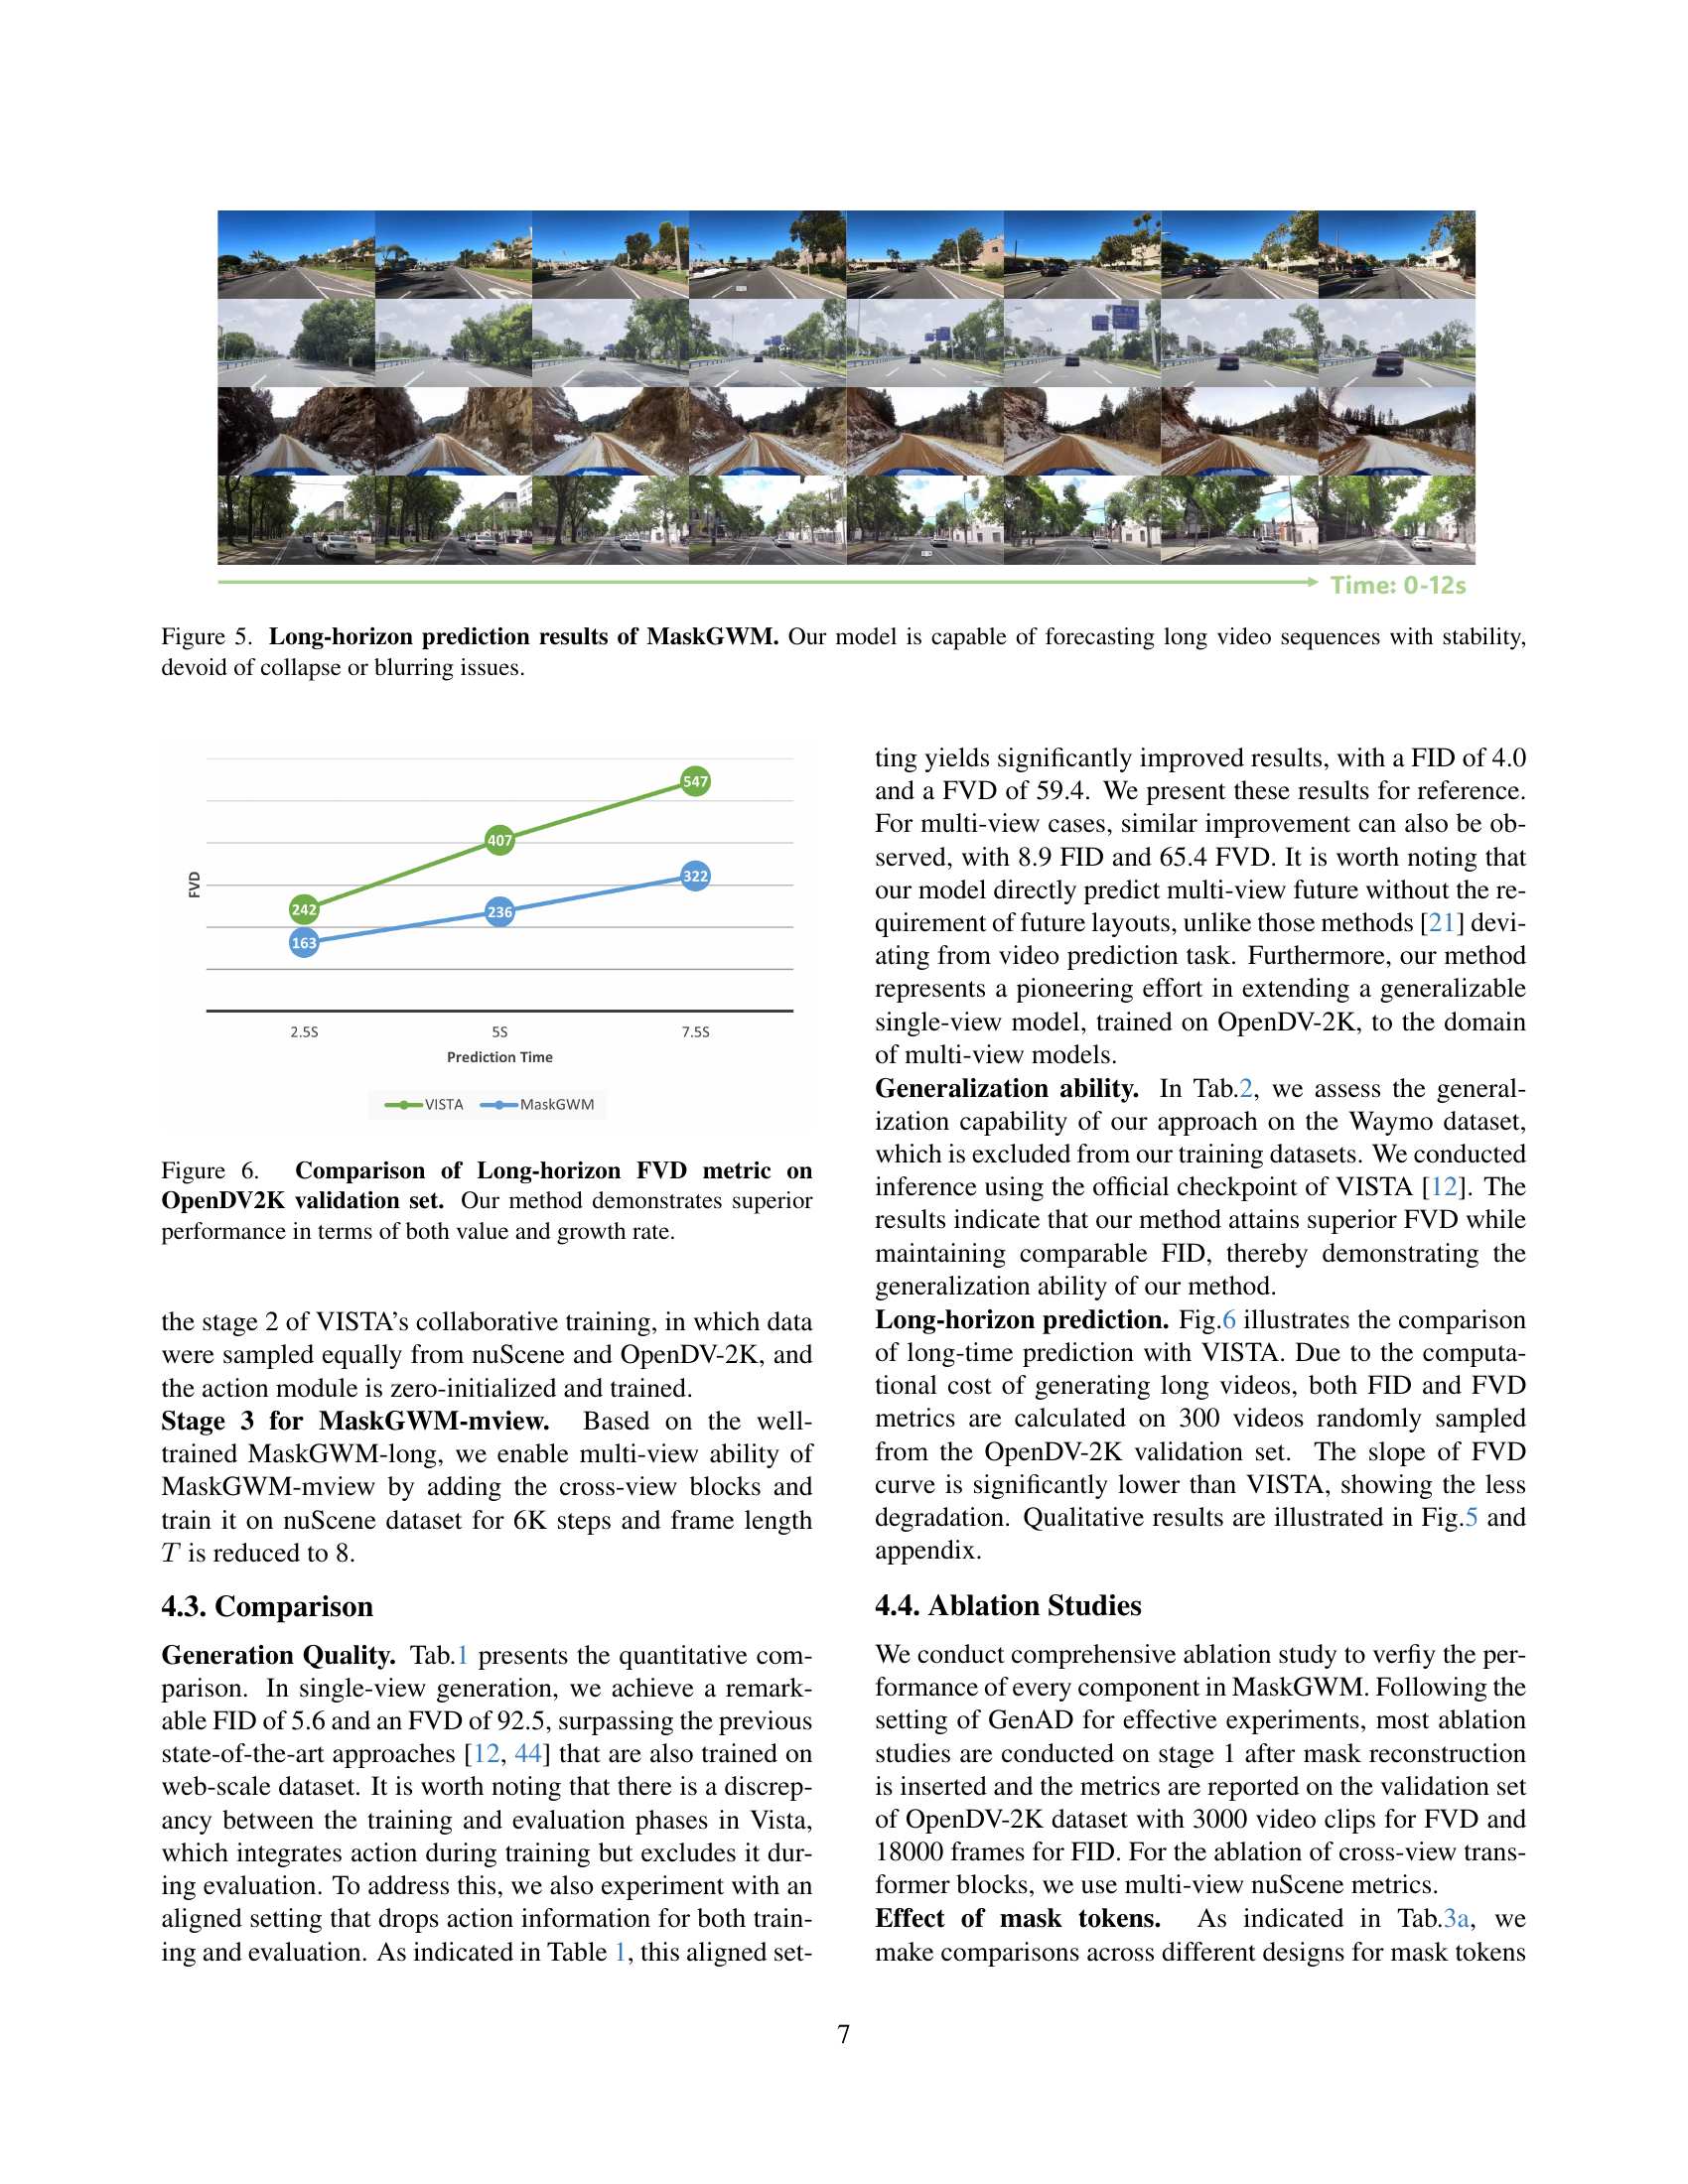 Time: 0-12s
Figure 5. Long-horizon prediction results of MaskGWM. Our model is capable of forecasting long video sequences with stability,
devoid of collapse or blurring issues.
547
407
322
242
236
163
FVD
2.5S 5S 7.5S
Prediction Time
VISTA MaskGWM
Figure 6. Comparison of Long-horizon FVD metric on
OpenDV2K validation set. Our method demonstrates superior
performance in terms of both value and growth rate.
the stage 2 of VISTA's collaborative training, in which data
were sampled equally from nuScene and OpenDV-2K, and
the action module is zero-initialized and trained.
Stage 3 for MaskGWM-mview. Based on the well-
trained MaskGWM-long, we enable multi-view ability of
MaskGWM-mview by adding the cross-view blocks and
train it on nuScene dataset for 6K steps and frame length
T is reduced to 8.
4.3. Comparison
Generation Quality. Tab.1 presents the quantitative com-
parison. In single-view generation, we achieve a remark-
able FID of 5.6 and an FVD of 92.5, surpassing the previous
state-of-the-art approaches [12, 44] that are also trained on
web-scale dataset. It is worth noting that there is a discrep-
ancy between the training and evaluation phases in Vista,
which integrates action during training but excludes it dur-
ing evaluation. To address this, we also experiment with an
aligned setting that drops action information for both train-
ing and evaluation. As indicated in Table 1, this aligned set-
ting yields significantly improved results, with a FID of 4.0
and a FVD of 59.4. We present these results for reference.
For multi-view cases, similar improvement can also be ob-
served, with 8.9 FID and 65.4 FVD. It is worth noting that
our model directly predict multi-view future without the re-
quirement of future layouts, unlike those methods [21] devi-
ating from video prediction task. Furthermore, our method
represents a pioneering effort in extending a generalizable
single-view model, trained on OpenDV-2K, to the domain
of multi-view models.
Generalization ability. In Tab.2, we assess the general-
ization capability of our approach on the Waymo dataset,
which is excluded from our training datasets. We conducted
inference using the official checkpoint of VISTA [12]. The
results indicate that our method attains superior FVD while
maintaining comparable FID, thereby demonstrating the
generalization ability of our method.
Long-horizon prediction. Fig.6 illustrates the comparison
of long-time prediction with VISTA. Due to the computa-
tional cost of generating long videos, both FID and FVD
metrics are calculated on 300 videos randomly sampled
from the OpenDV-2K validation set. The slope of FVD
curve is significantly lower than VISTA, showing the less
degradation. Qualitative results are illustrated in Fig.5 and
appendix.
4.4. Ablation Studies
We conduct comprehensive ablation study to verfiy the per-
formance of every component in MaskGWM. Following the
setting of GenAD for effective experiments, most ablation
studies are conducted on stage 1 after mask reconstruction
is inserted and the metrics are reported on the validation set
of OpenDV-2K dataset with 3000 video clips for FVD and
18000 frames for FID. For the ablation of cross-view trans-
former blocks, we use multi-view nuScene metrics.
Effect of mask tokens. As indicated in Tab.3a, we
make comparisons across different designs for mask tokens
7